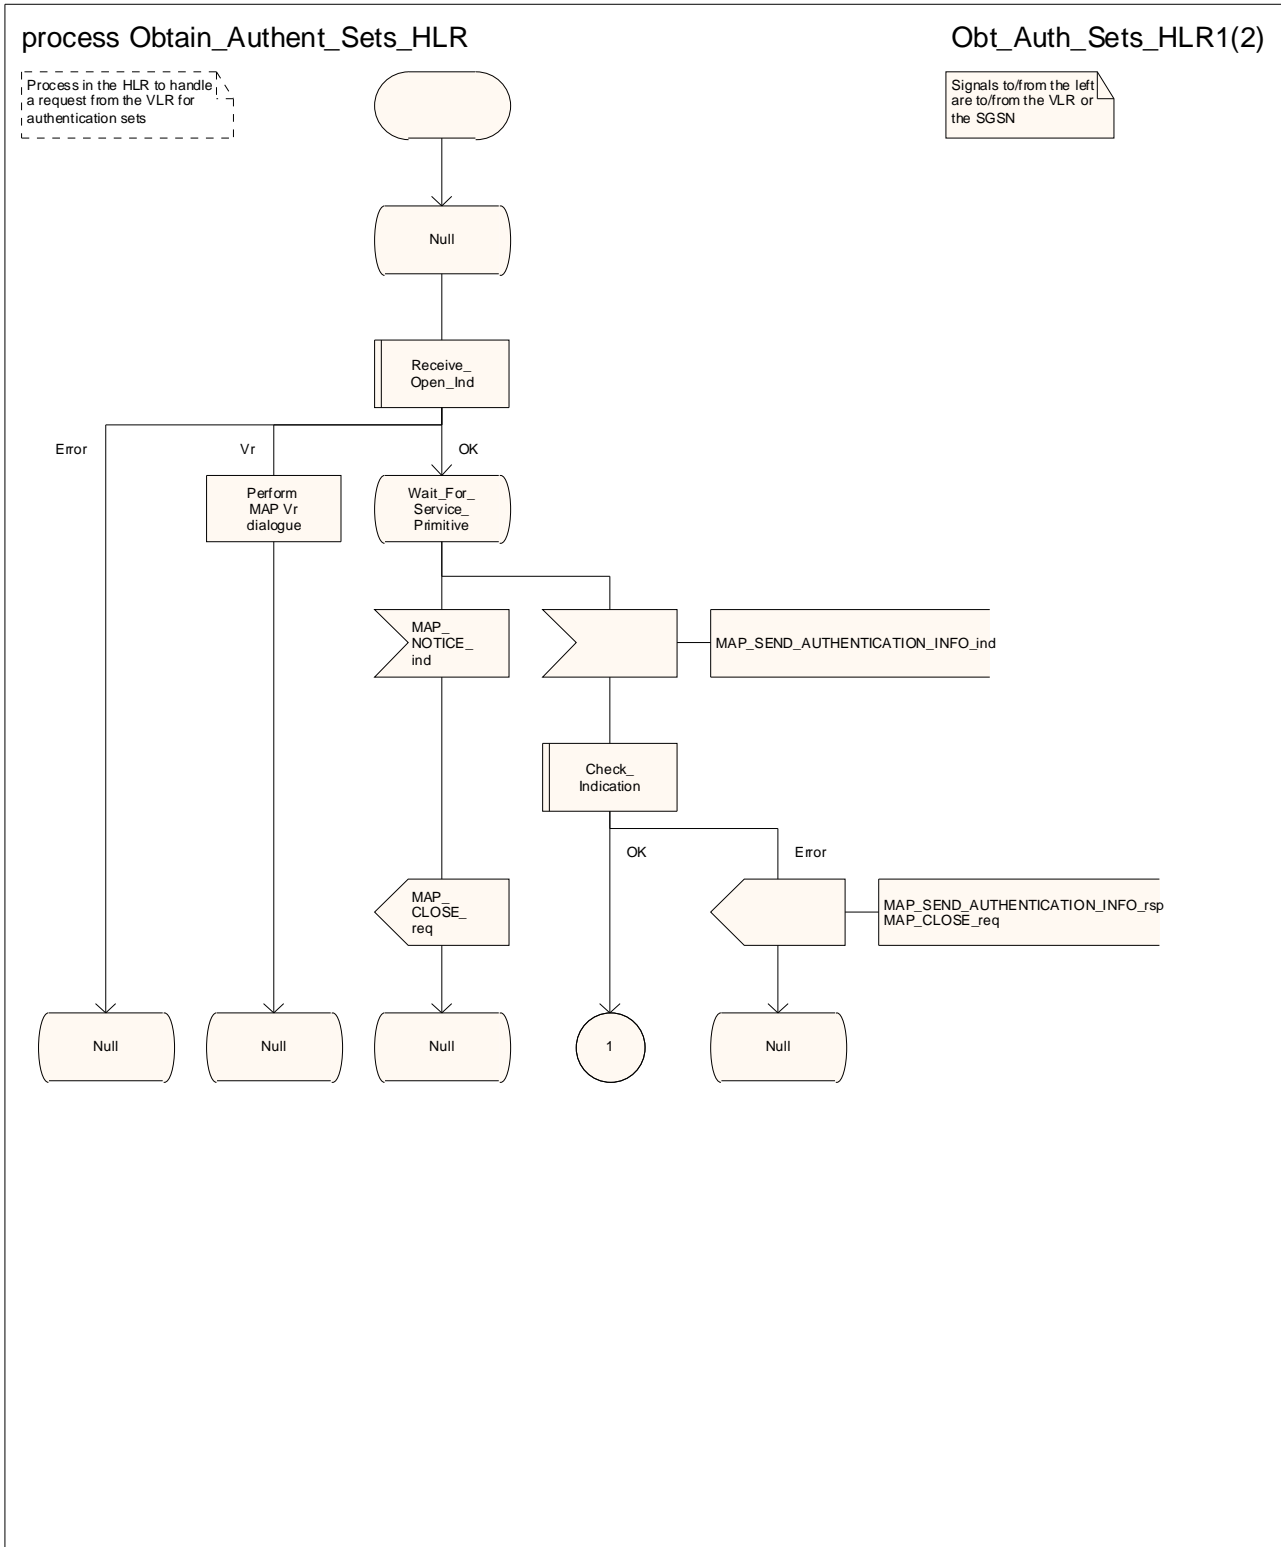 process Obtain_Authent_Sets_HLR
Obt_Auth_Sets_HLR1(2)
Process in the HLR to handle
a request from the VLR for
authentication sets
Signals to/from the left
are to/from the VLR or
the SGSN
Null
Receive_
Open_Ind
Error
Vr
OK
Perform
MAP Vr
dialogue
Wait_For_
Service_
Primitive
MAP_
NOTICE_
ind
MAP_SEND_AUTHENTICATION_INFO_ind
Check_
Indication
OK
Error
MAP_
CLOSE_
req
MAP_SEND_AUTHENTICATION_INFO_rsp
MAP_CLOSE_req
Null
Null
Null
1
Null